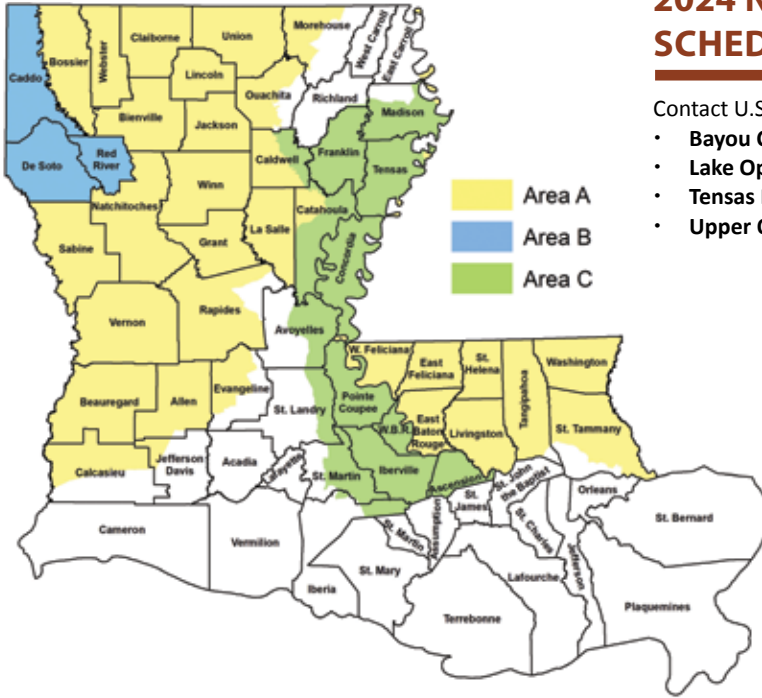 2024 N
SCHED
Contact U.S
· Bayou C
· Lake Op
· Tensas
· Upper C
Area A
Area B
Area C
Caddo
Bossier
Webster
Claiborne
Union
Morehouse
West Carroll
East Carroll
Lincoln
Ouachita
Richland
Madison
Bienville
Jackson
De Soto
Red
River
Caldwell
Franklin
Tensas
Natchitoches
Winn
Catahoula
La Salle
Sabine
Grant
Concordia
Vernon
Rapides
Avoyelles
W. Feliciana
East
Feliciana
St.
Helena
Tangipahoa
Washington
Beauregard
Allen
Evangeline
St. Landry
Pointe
Coupee
W.B.R.
East
Baton
Rouge
Livingston
St. Tammany
Calcasieu
Jefferson
Davis
Acadia
Lafayette
St. Martin
Iberville
Ascension
St. John
the Baptist
St.
James
Orleans
St. Bernard
Cameron
Vermilion
Iberia
St. Martin
Assumption
St. Charles
Jefferson
St. Mary
Lafourche
Terrebonne
Plaquemines